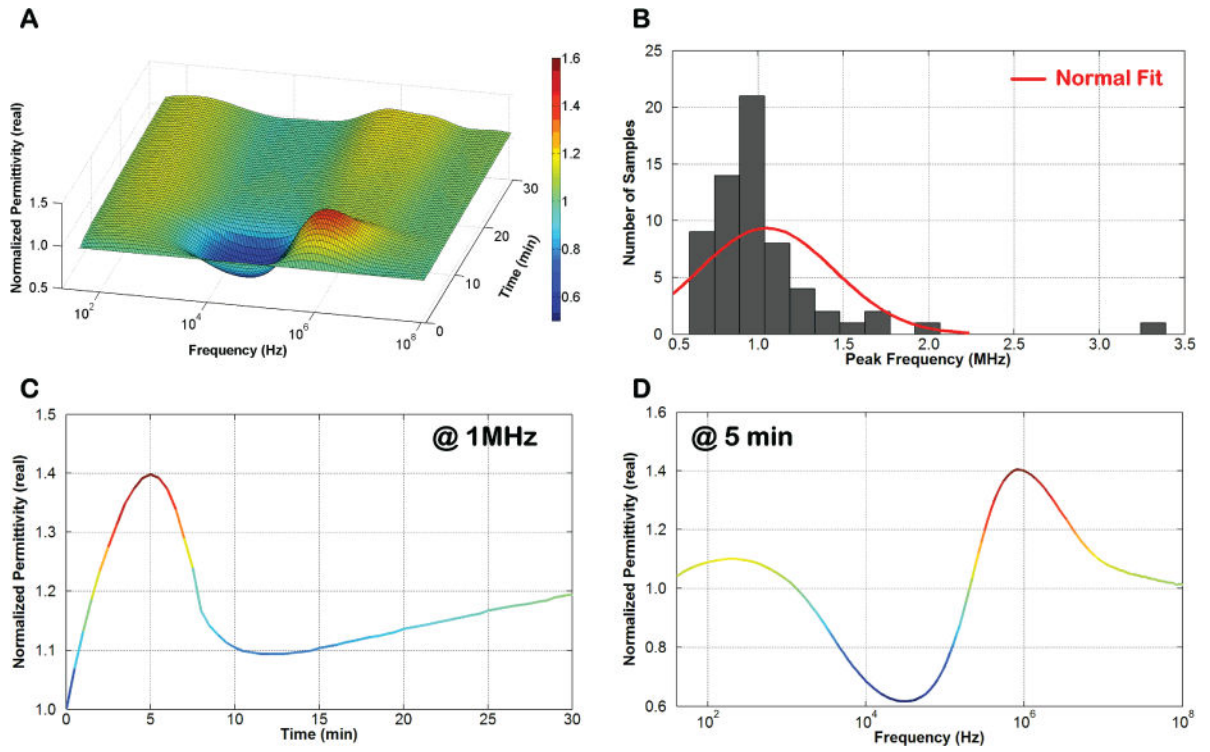 A
Normalized Permittivity (real)
1.5
1.0
0.5
10²
10⁴
10⁶
10⁸
Frequency (Hz)
0
10
20
30
Time (min)
1.6
1.4
1.2
1
0.8
0.6
B
Number of Samples
25
20
15
10
5
0
Normal Fit
0.5 1.0 1.5 2.0 2.5 3.0 3.5
Peak Frequency (MHz)
C
Normalized Permittivity (real)
1.5
1.4
1.3
1.2
1.1
1.0
@ 1MHz
0 5 10 15 20 25 30
Time (min)
D
Normalized Permittivity (real)
1.6
1.4
1.2
1.0
0.8
0.6
@ 5 min
10² 10⁴ 10⁶ 10⁸
Frequency (Hz)